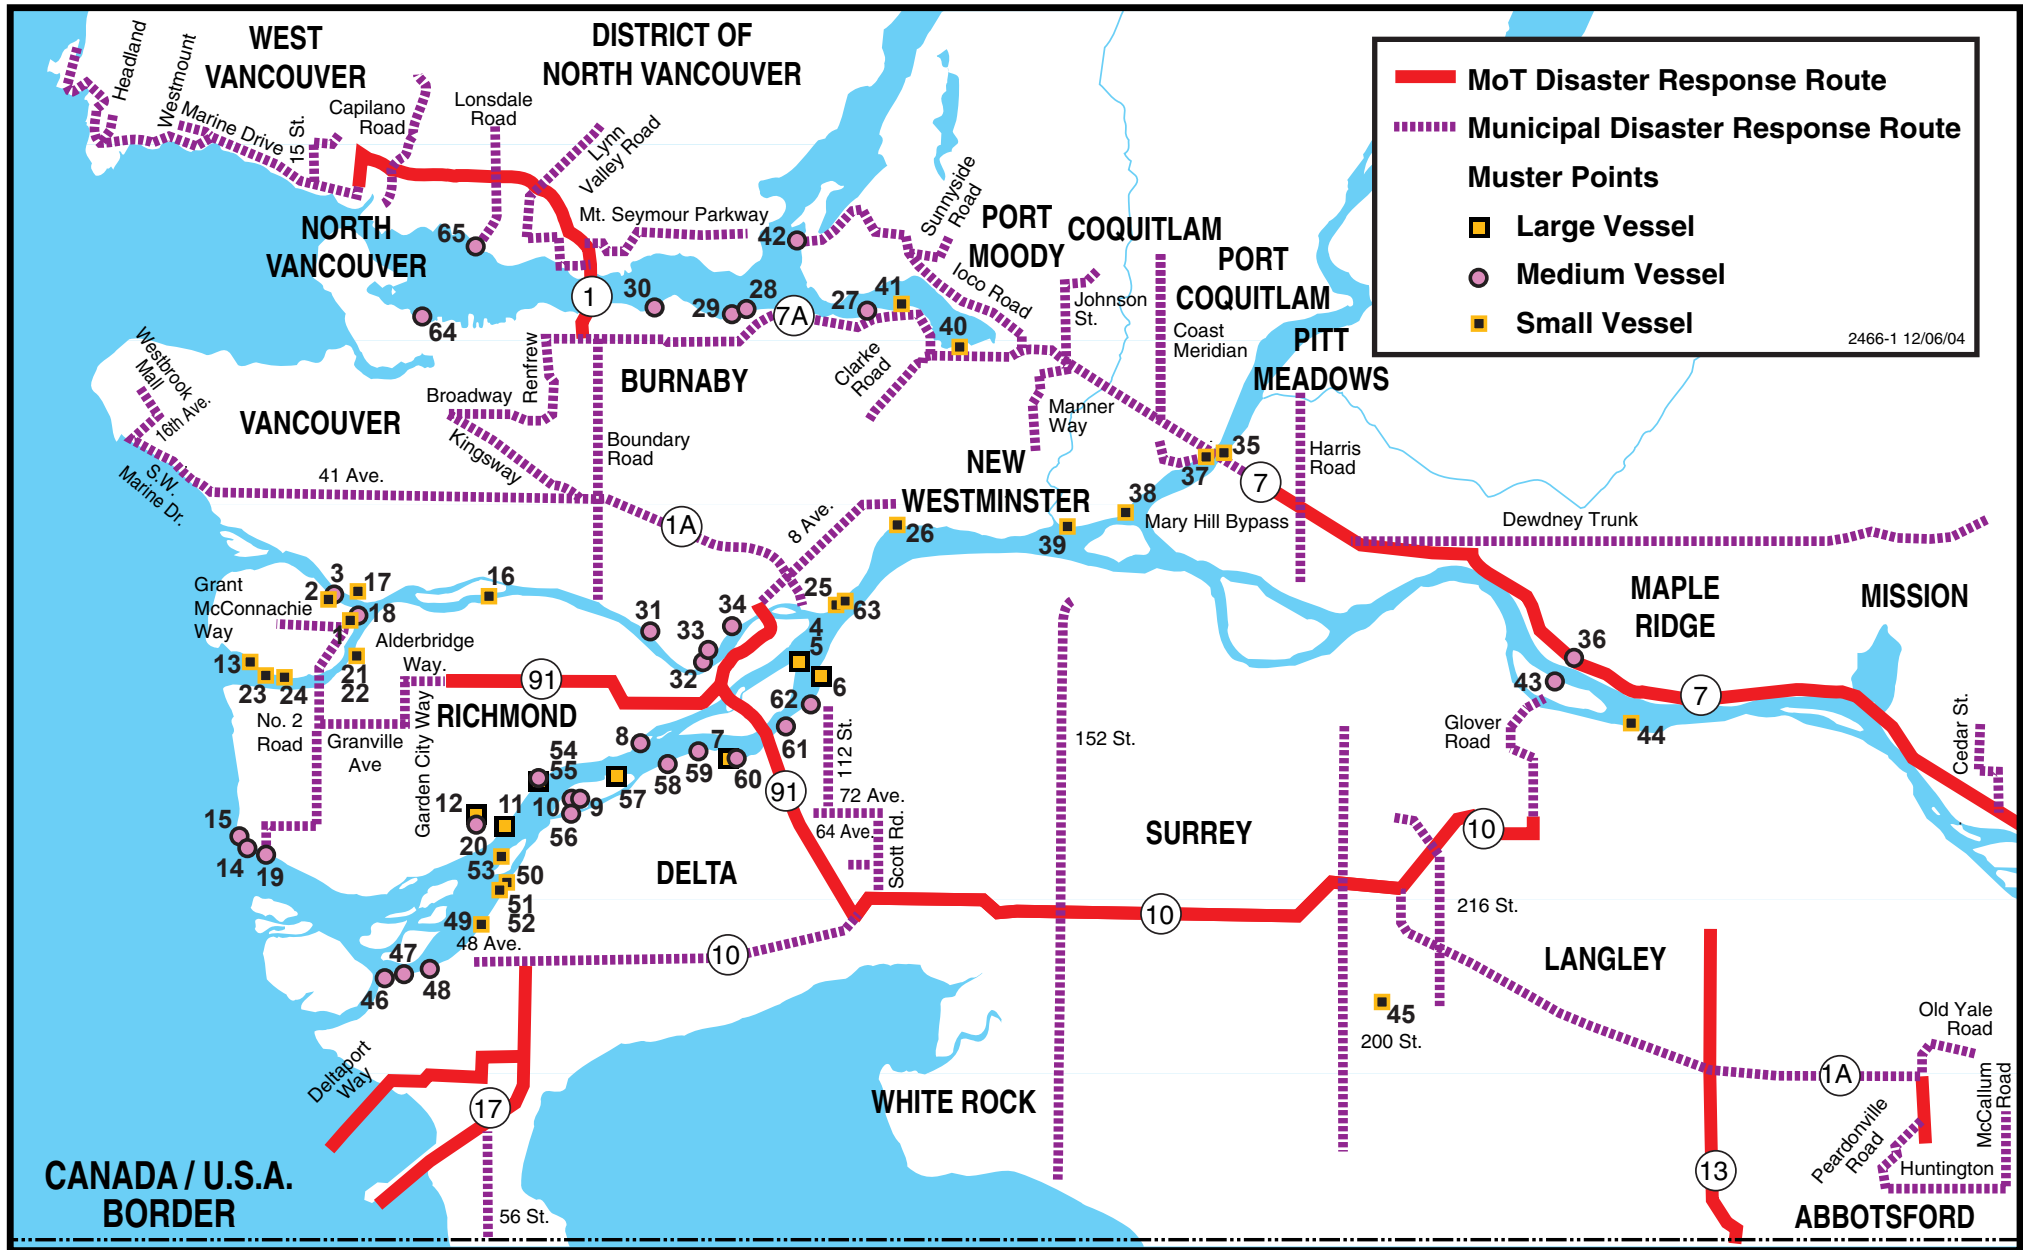 WEST
VANCOUVER
DISTRICT OF
NORTH VANCOUVER
Headland
Westmount
Marine Drive
15 St.
Capilano
Road
Lonsdale
Road
Lynn
Valley Road
Mt. Seymour Parkway
Sunnyside
Road
MoT Disaster Response Route
Municipal Disaster Response Route
Muster Points
Large Vessel
Medium Vessel
Small Vessel
2466-1 12/06/04
NORTH
VANCOUVER
65
64
1
30
29
28
7A
42
27
41
40
Ioco Road
PORT
MOODY
COQUITLAM
PORT
COQUITLAM
PITT
MEADOWS
Johnson
St.
Coast
Meridian
Westbrook
Mall
16th Ave.
S.W.
Marine Dr.
VANCOUVER
Broadway
Renfrew
Kingsway
BURNABY
Boundary
Road
Clarke
Road
Manner
Way
41 Ave.
1A
8 Ave.
NEW
WESTMINSTER
26
39
38
37
35
7
Harris
Road
Mary Hill Bypass
Dewdney Trunk
MAPLE
RIDGE
MISSION
Grant
McConnachie
Way
2
3
17
18
1
16
Alderbridge
Way.
13
23
24
21
22
31
33
32
34
25
63
4
5
6
62
61
91
RICHMOND
No. 2
Road
Granville
Ave
Garden City Way
8
7
54
55
10
9
56
57
58
59
60
91
112 St.
72 Ave.
64 Ave.
Scott Rd.
152 St.
36
43
44
7
Glover
Road
Cedar St.
12
11
20
53
50
51
52
49
15
14
19
DELTA
SURREY
10
216 St.
48 Ave.
10
10
LANGLEY
47
46
48
45
200 St.
Deltaport
Way
17
WHITE ROCK
Old Yale
Road
1A
McCallum
Road
Peardonville
Road
Huntington
13
CANADA / U.S.A.
BORDER
56 St.
ABBOTSFORD